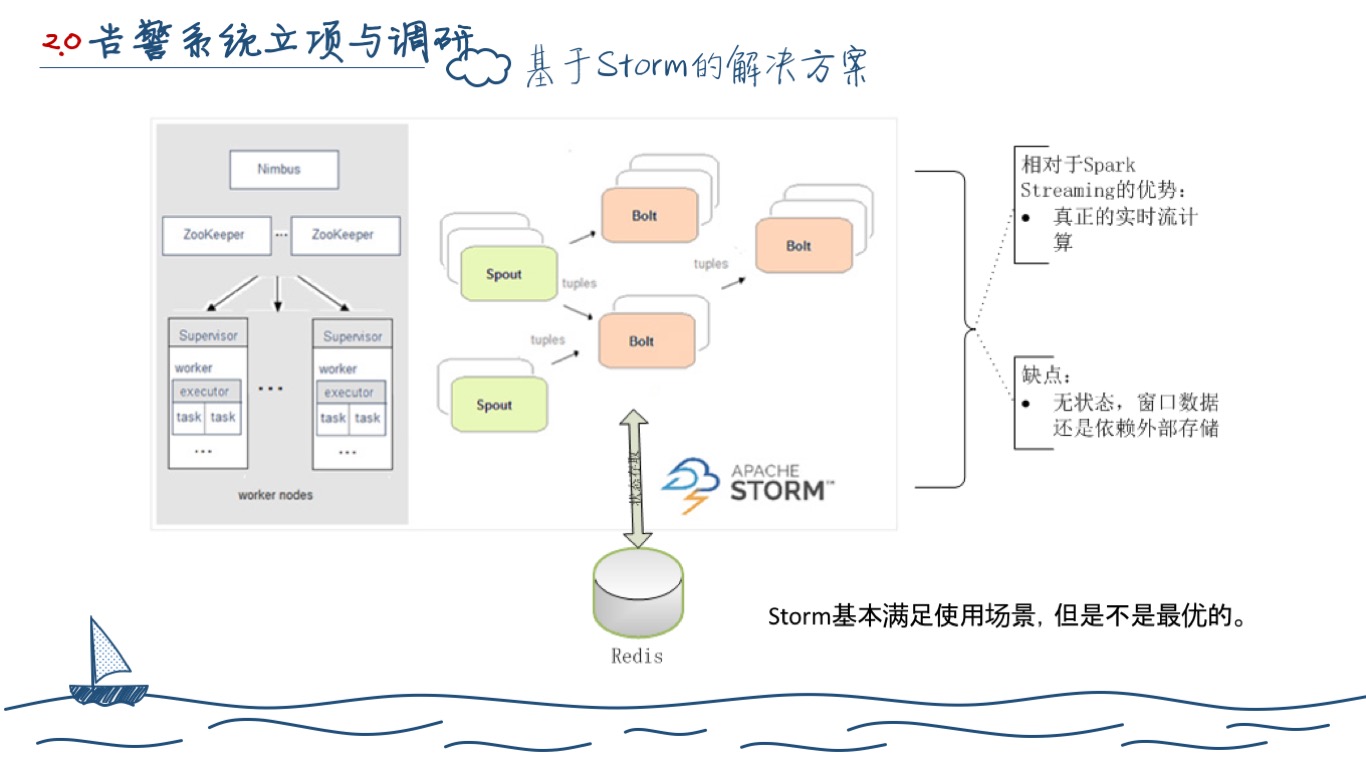 2.0 告警系统立项与调研
基于Storm的解决方案
Nimbus
ZooKeeper ... ZooKeeper
Supervisor
worker
executor
task task
...
...
Supervisor
worker
executor
task task
...
worker nodes
Spout
tuples
Spout
tuples
Bolt
Bolt
tuples
Bolt
状态存取
APACHE
STORM™
Redis
相对于Spark
Streaming的优势：
● 真正的实时流计
算
缺点：
● 无状态，窗口数据
还是依赖外部存储
Storm基本满足使用场景，但是不是最优的。